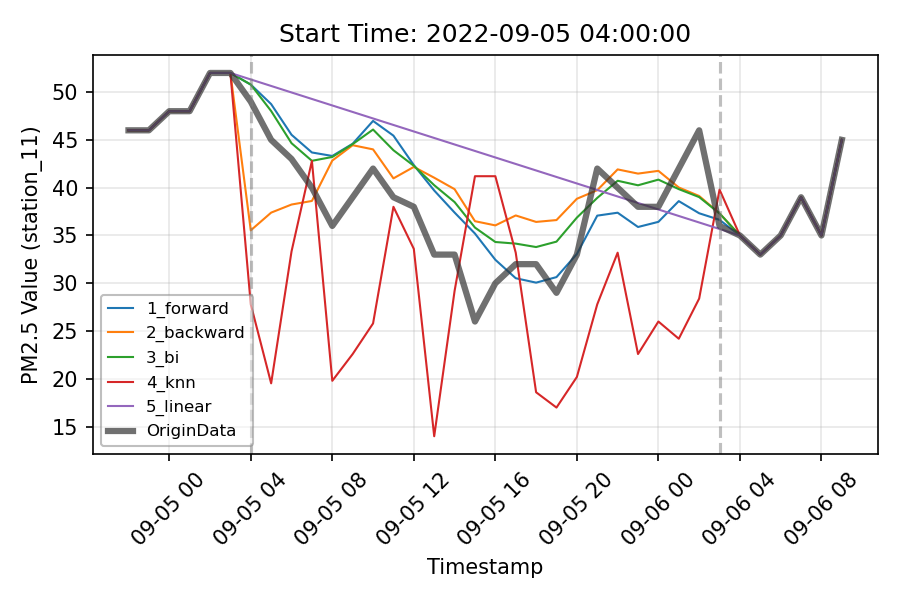 Start Time: 2022-09-05 04:00:00
PM2.5 Value (station_11)
50
45
40
35
30
25
20
15
1_forward
2_backward
3_bi
4_knn
5_linear
OriginData
09-05 00
09-05 04
09-05 08
09-05 12
09-05 16
09-05 20
09-06 00
09-06 04
09-06 08
Timestamp